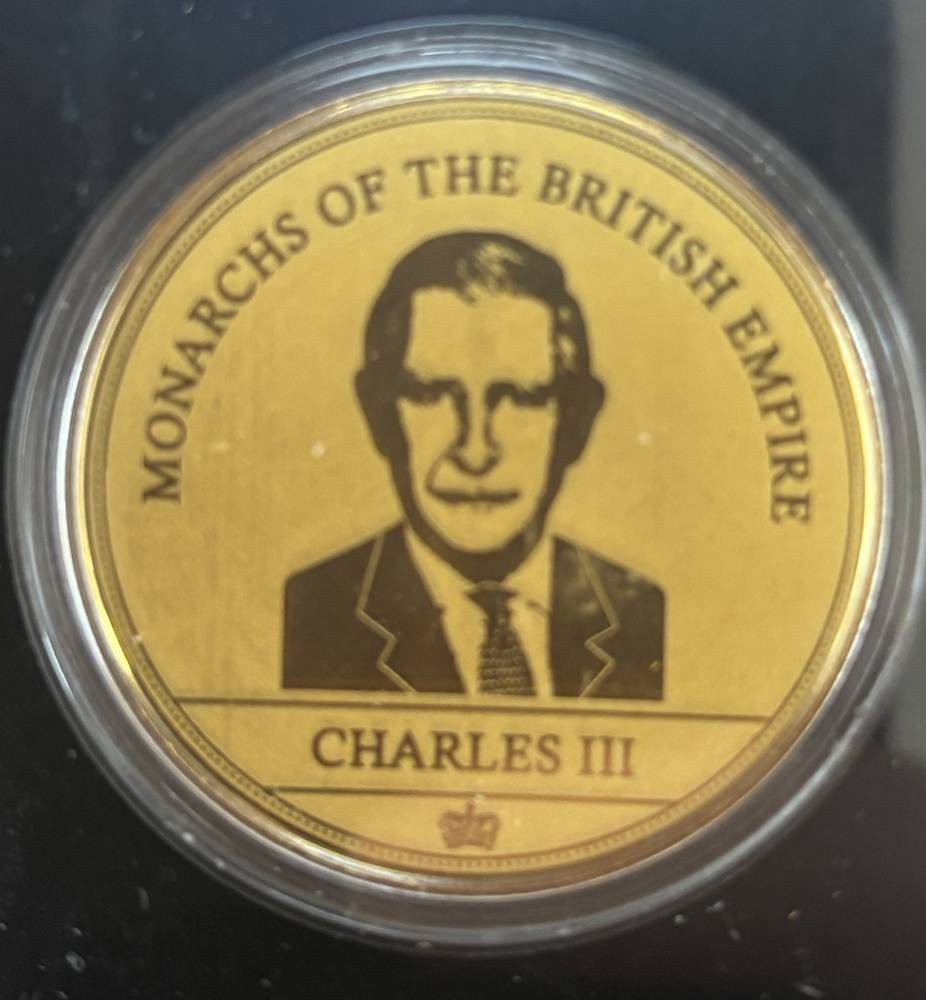 MONARCHS OF THE BRITISH EMPIRE
CHARLES III